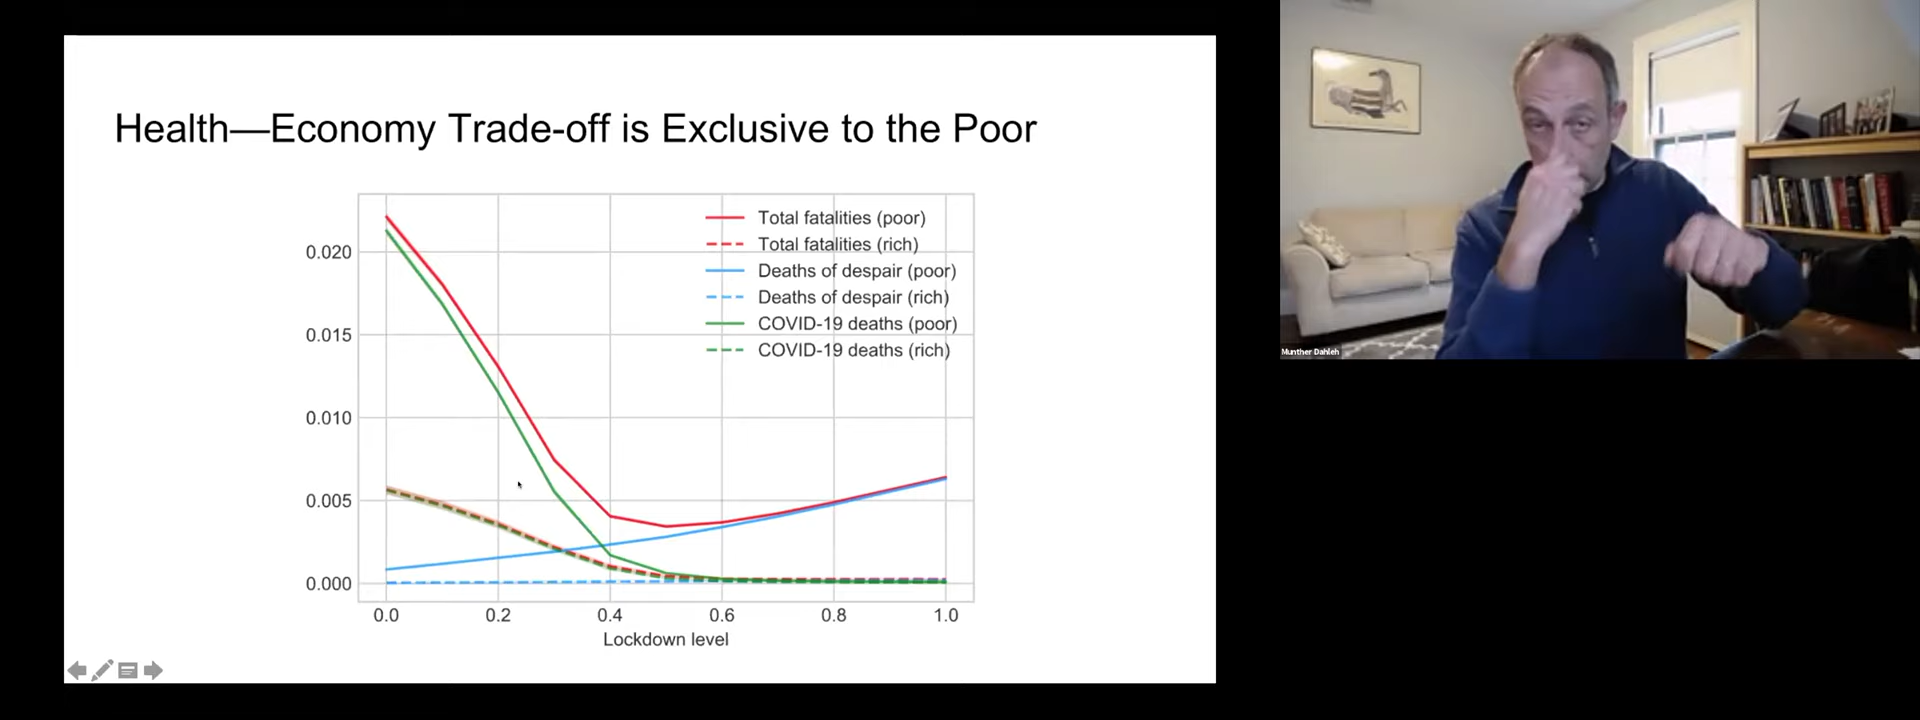 Health—Economy Trade-off is Exclusive to the Poor
Total fatalities (poor)
Total fatalities (rich)
Deaths of despair (poor)
Deaths of despair (rich)
COVID-19 deaths (poor)
COVID-19 deaths (rich)
0.020
0.015
0.010
0.005
0.000
0.0 0.2 0.4 0.6 0.8 1.0
Lockdown level
Munther Dahleh